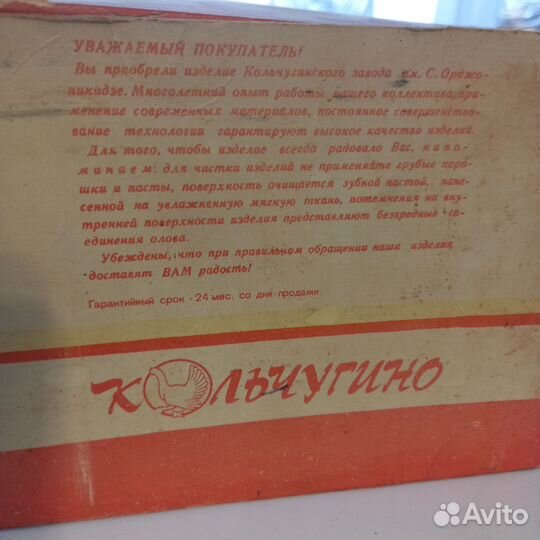 УВАЖАЕМЫЙ ПОКУПАТЕЛЬ!
Вы приобрели изделие Кольчугинского завода им. С. Орджо-
никидзе. Многолетний опыт работы нашего коллектива, при-
менение современных материалов, постоянное совершенство-
вание технологии гарантируют высокое качество изделий.
Для того, чтобы изделие всегда радовало Вас, напо-
минаем: для чистки изделий не применяйте грубые поро-
шки и пасты, поверхность очищается зубной пастой, нане-
сенной на увлажненную мягкую ткань, потемнения на внут-
тренней поверхности изделия представляют безвредные со-
единения олова.
Убеждены, что при правильном обращении наши изделия
доставят ВАМ радость!
Гарантийный срок - 24 мес. со дня продажи.
КОЛЬЧУГИНО
Avito